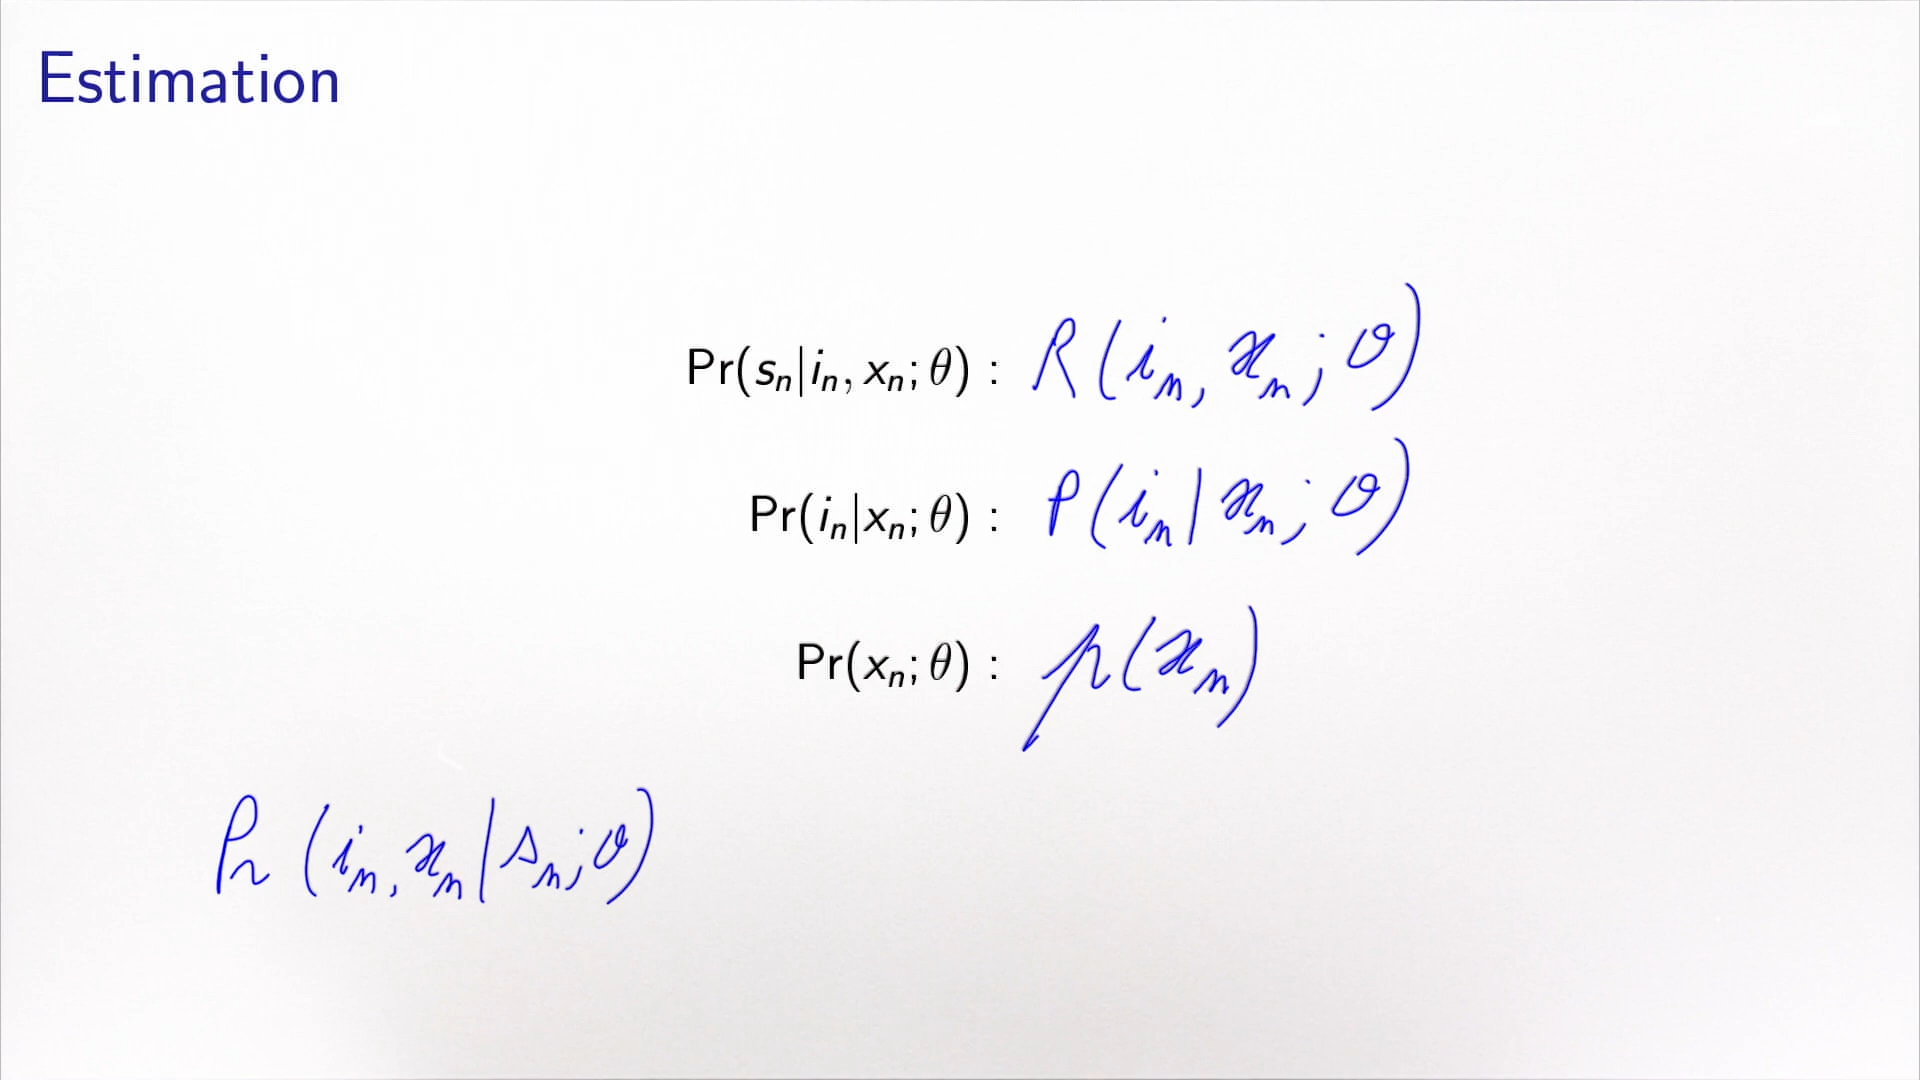 Estimation
Pr(sₙ|iₙ, xₙ; θ) : R(iₙ, xₙ; θ)
Pr(iₙ|xₙ; θ) : P(iₙ|xₙ; θ)
Pr(xₙ; θ) : p(xₙ)
Pr(iₙ, xₙ|sₙ; θ)